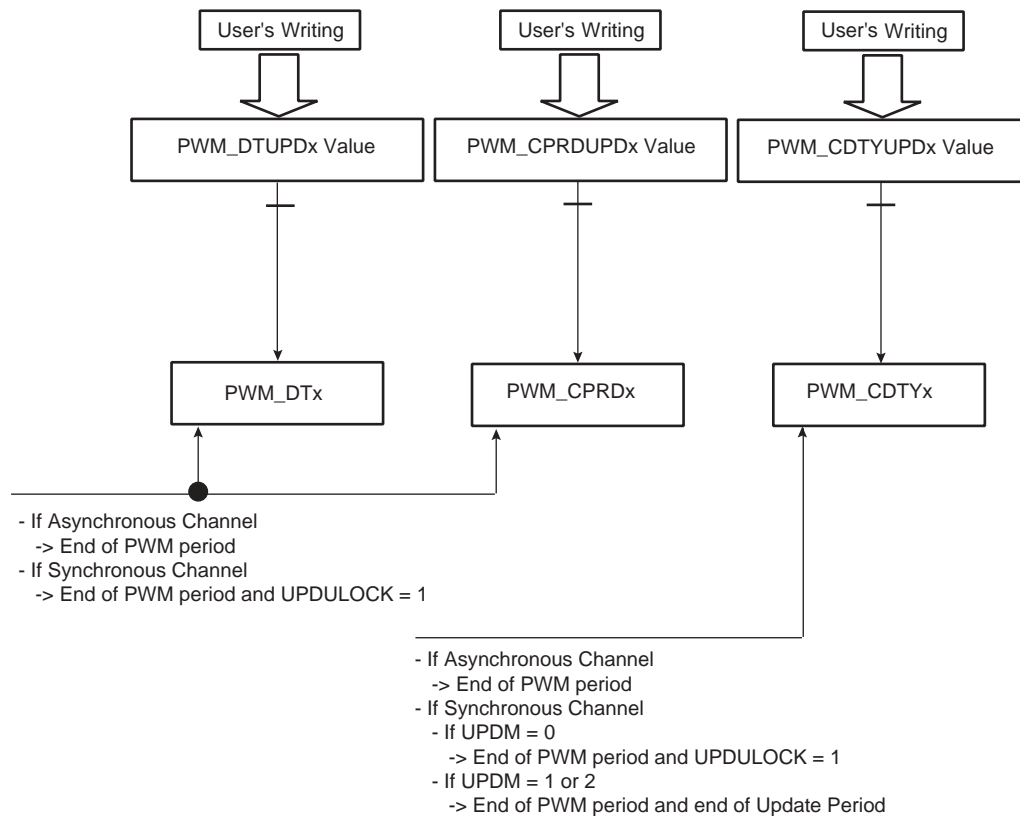 User's Writing
User's Writing
User's Writing
PWM_DTUPDx Value
PWM_CPRDUPDx Value
PWM_CDTYUPDx Value
PWM_DTx
PWM_CPRDx
PWM_CDTYx
- If Asynchronous Channel
-> End of PWM period
- If Synchronous Channel
-> End of PWM period and UPDULOCK = 1
- If Asynchronous Channel
-> End of PWM period
- If Synchronous Channel
- If UPDM = 0
-> End of PWM period and UPDULOCK = 1
- If UPDM = 1 or 2
-> End of PWM period and end of Update Period